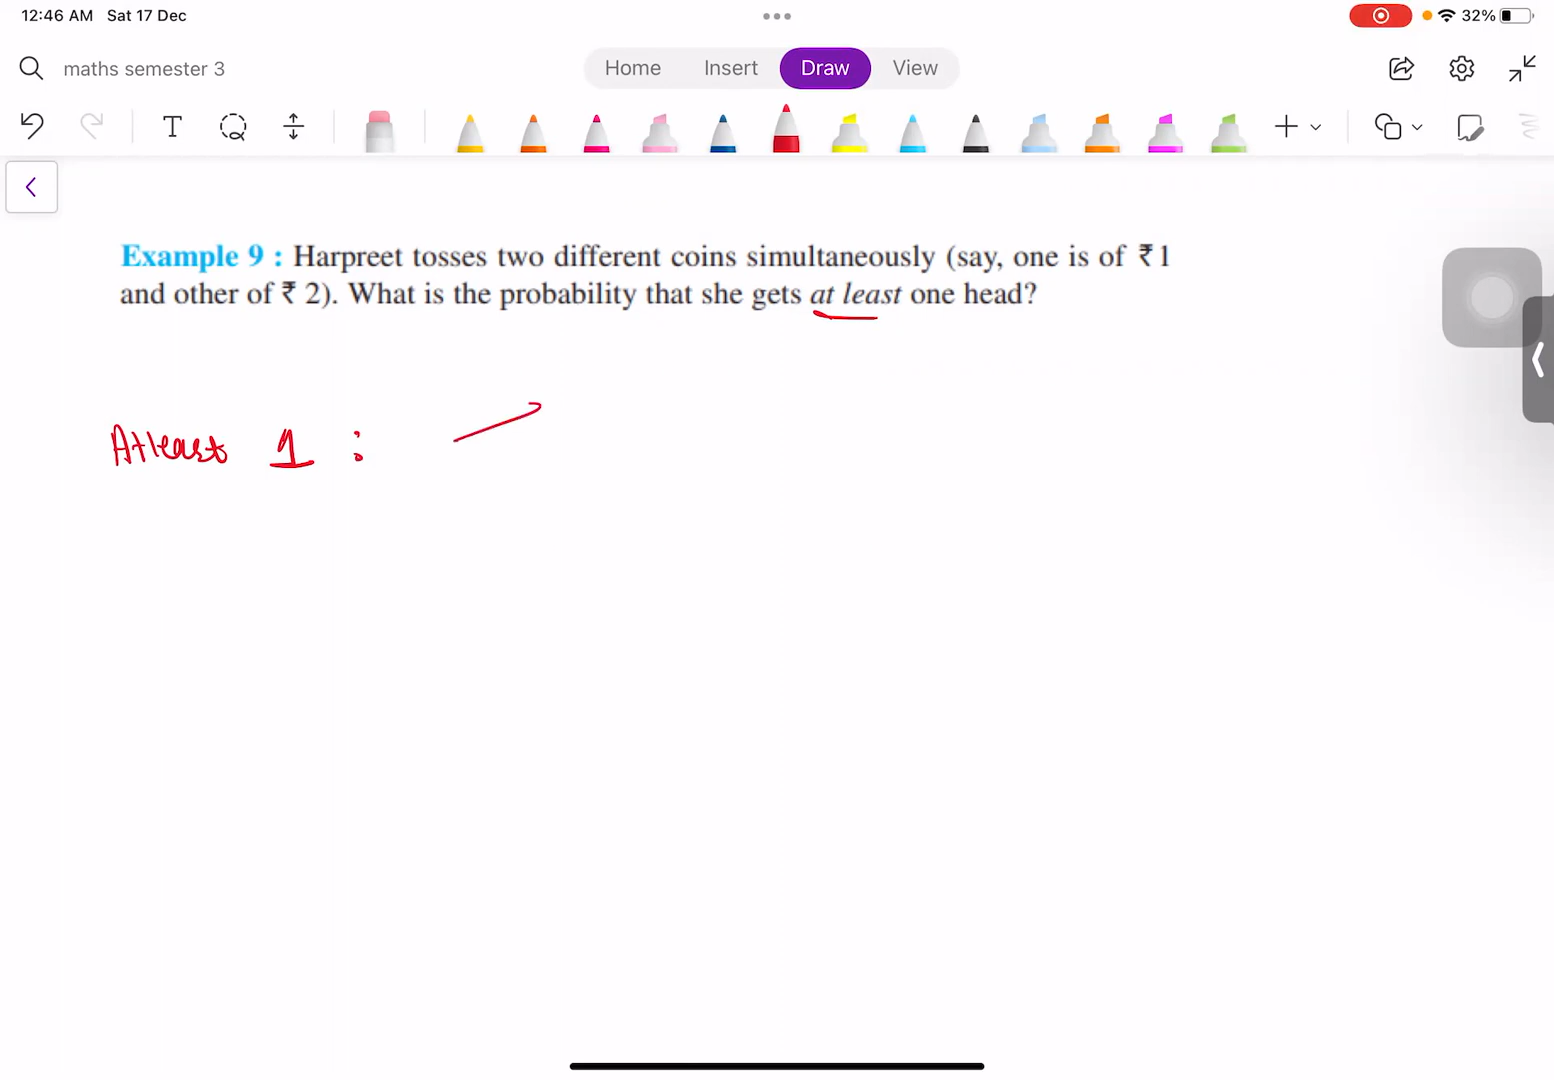 12:46 AM Sat 17 Dec
32%
maths semester 3
Home Insert Draw View
T
Example 9 : Harpreet tosses two different coins simultaneously (say, one is of ₹ 1
and other of ₹ 2). What is the probability that she gets at least one head?
Atleast 1 :